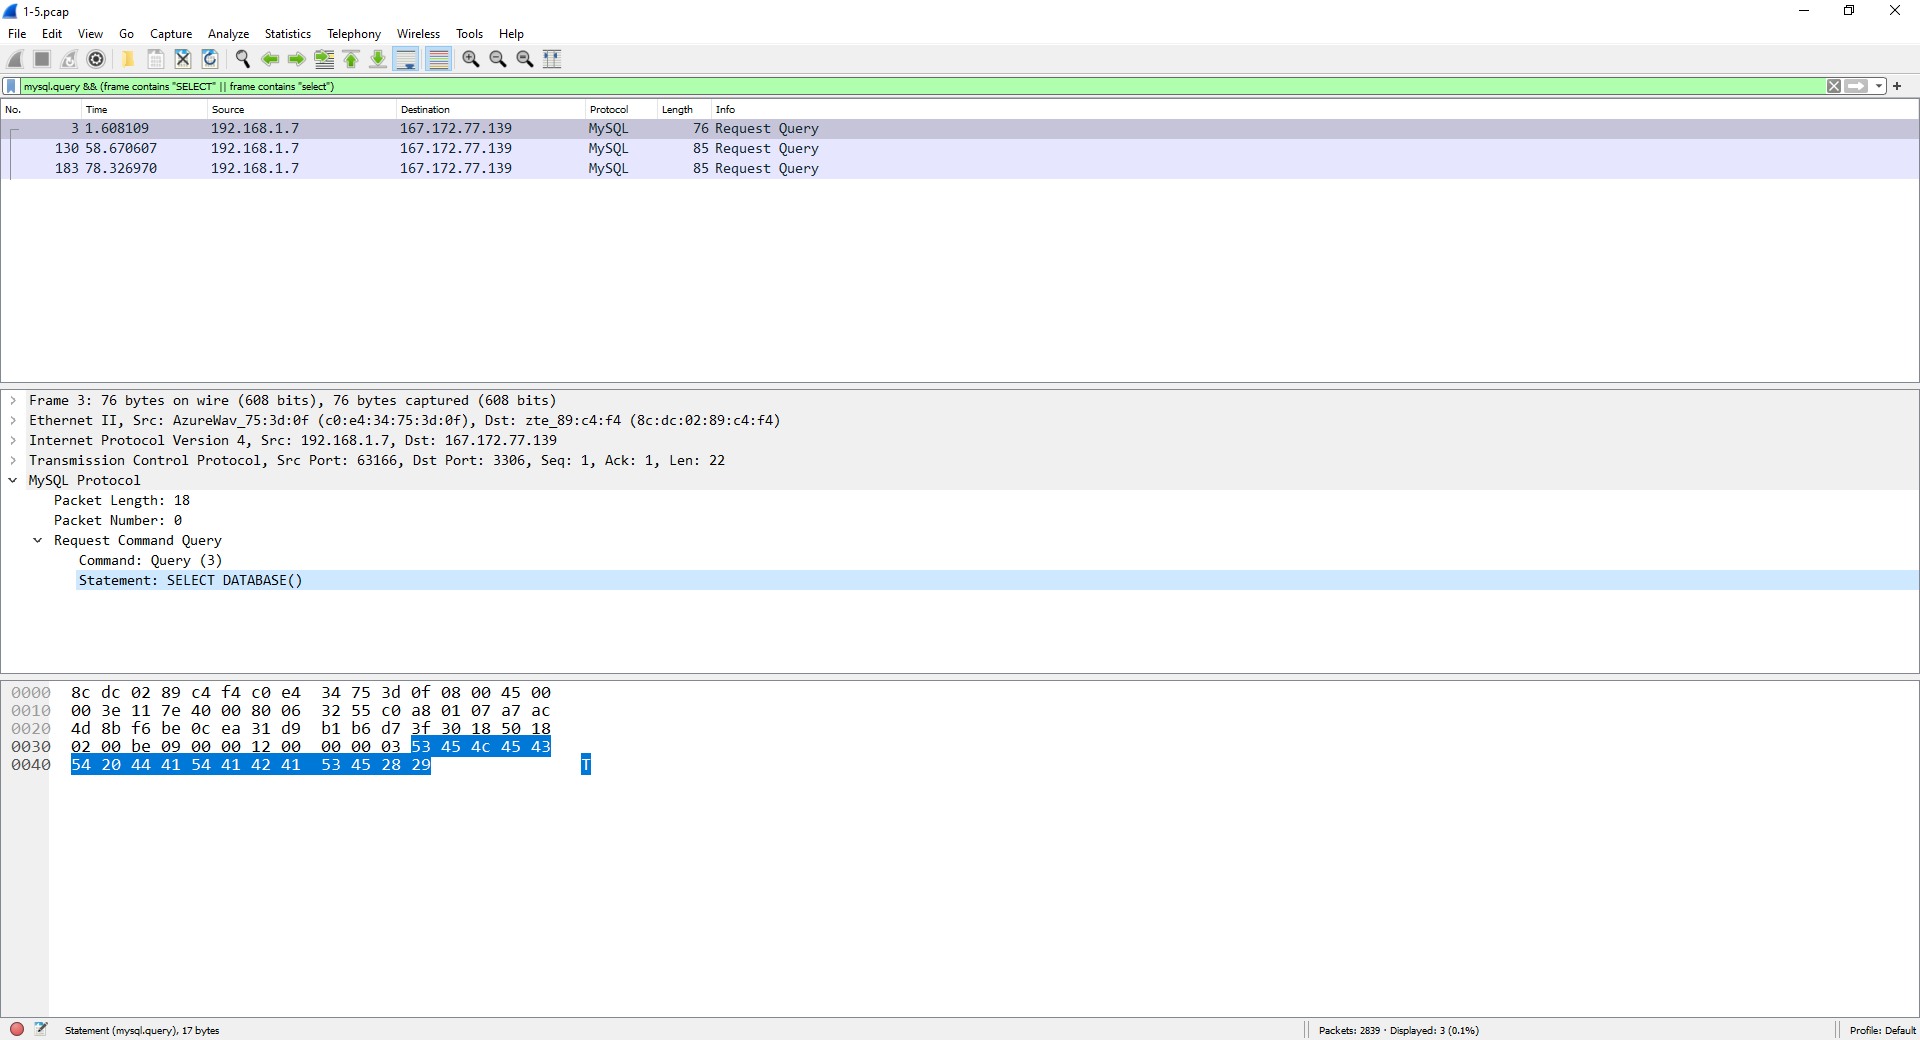 1-5.pcap
File Edit View Go Capture Analyze Statistics Telephony Wireless Tools Help
mysql.query && (frame contains "SELECT" || frame contains "select")
No. Time Source Destination Protocol Length Info
3 1.608109 192.168.1.7 167.172.77.139 MySQL 76 Request Query
130 58.670607 192.168.1.7 167.172.77.139 MySQL 85 Request Query
183 78.326970 192.168.1.7 167.172.77.139 MySQL 85 Request Query
Frame 3: 76 bytes on wire (608 bits), 76 bytes captured (608 bits)
Ethernet II, Src: AzureWav_75:3d:0f (c0:e4:34:75:3d:0f), Dst: zte_89:c4:f4 (8c:dc:02:89:c4:f4)
Internet Protocol Version 4, Src: 192.168.1.7, Dst: 167.172.77.139
Transmission Control Protocol, Src Port: 63166, Dst Port: 3306, Seq: 1, Ack: 1, Len: 22
MySQL Protocol
Packet Length: 18
Packet Number: 0
Request Command Query
Command: Query (3)
Statement: SELECT DATABASE()
0000 8c dc 02 89 c4 f4 c0 e4 34 75 3d 0f 08 00 45 00
0010 00 3e 11 7e 40 00 80 06 32 55 c0 a8 01 07 a7 ac
0020 4d 8b f6 be 0c ea 31 d9 b1 b6 d7 3f 30 18 50 18
0030 02 00 be 09 00 00 12 00 00 00 03 53 45 4c 45 43
0040 54 20 44 41 54 41 42 41 53 45 28 29 T
Statement (mysql.query), 17 bytes
Packets: 2839 · Displayed: 3 (0.1%)
Profile: Default